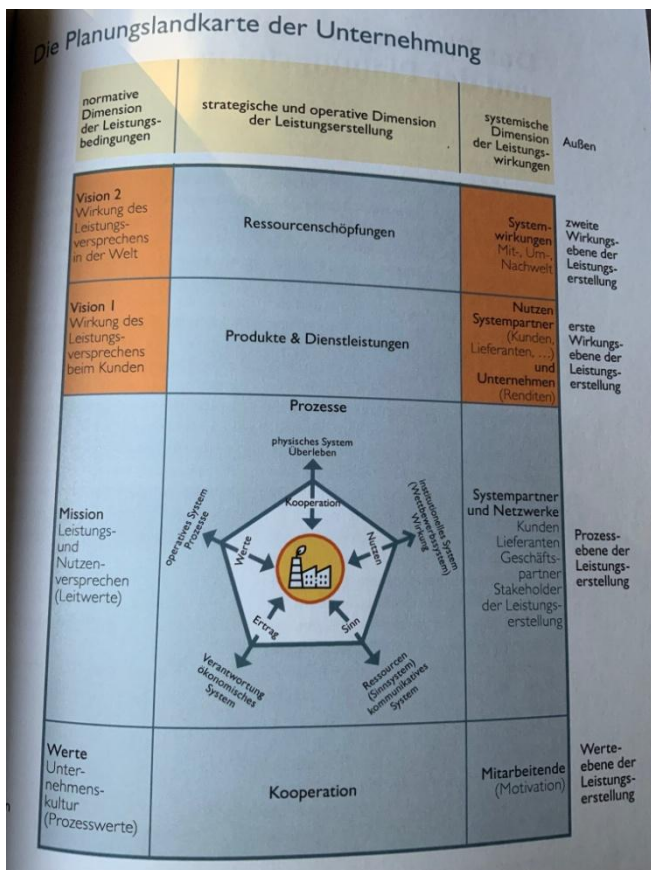 Die Planungslandkarte der Unternehmung
normative
Dimension
der Leistungs-
bedingungen
strategische und operative Dimension
der Leistungserstellung
systemische
Dimension
der Leistungs-
wirkungen
Außen
Vision 2
Wirkung des
Leistungs-
versprechens
in der Welt
Ressourcenschöpfungen
System-
wirkungen
Mit-, Um-,
Nachwelt
zweite
Wirkungs-
ebene der
Leistungs-
erstellung
Vision 1
Wirkung des
Leistungs-
versprechens
beim Kunden
Produkte & Dienstleistungen
Nutzen
Systempartner
(Kunden,
Lieferanten, ...)
und
Unternehmen
(Renditen)
erste
Wirkungs-
ebene der
Leistungs-
erstellung
Mission
Leistungs-
und
Nutzen-
versprechen
(Leitwerte)
Prozesse
physisches System
Überleben
Kooperation
operatives System
Prozesse
Werte
institutionelles System
(Wettbewerbssystem)
Wirkung
Nutzen
Ertrag
Sinn
Verantwortung
ökonomisches
System
Ressourcen
(Sinnsystem)
kommunikatives
System
Systempartner
und Netzwerke
Kunden
Lieferanten
Geschäfts-
partner
Stakeholder
der Leistungs-
erstellung
Prozess-
ebene der
Leistungs-
erstellung
Werte
Unter-
nehmens-
kultur
(Prozesswerte)
Kooperation
Mitarbeitende
(Motivation)
Werte-
ebene der
Leistungs-
erstellung